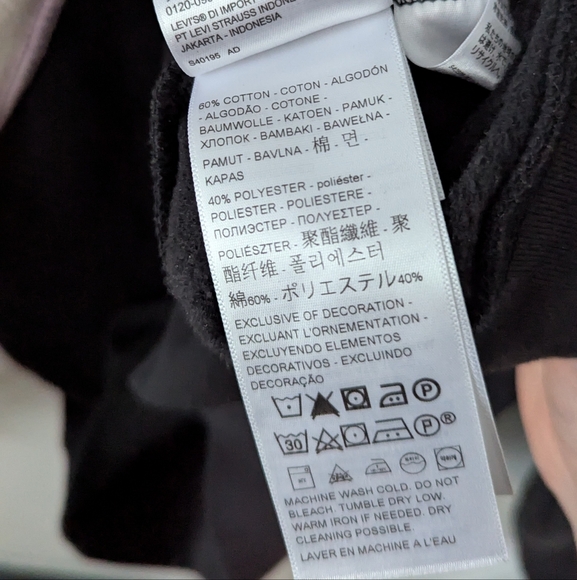 LEVI'S® DI IMPOR
PT LEVI STRAUSS INDONE
JAKARTA - INDONESIA
S40195 AD
60% COTTON - COTON - ALGODÓN
- ALGODÃO - COTONE -
BAUMWOLLE - KATOEN - PAMUK -
ХЛОПОК - BAMBAKI - BAWEŁNA -
PAMUT - BAVLNA - 棉 - 면 -
KAPAS
40% POLYESTER - poliéster -
POLIESTER - POLIESTERE -
ПОЛИЭСТЕР - ΠΟΛΥΕΣΤΕΡ -
POLIÉSZTER - 聚酯纖維 - 聚
酯纤维 - 폴리에스터
綿60% - ポリエステル40%
EXCLUSIVE OF DECORATION -
EXCLUANT L'ORNEMENTATION -
EXCLUYENDO ELEMENTOS
DECORATIVOS - EXCLUINDO
DECORAÇÃO
P
30 P®
MACHINE WASH COLD. DO NOT
BLEACH. TUMBLE DRY LOW.
WARM IRON IF NEEDED. DRY
CLEANING POSSIBLE.
LAVER EN MACHINE A L'EAU